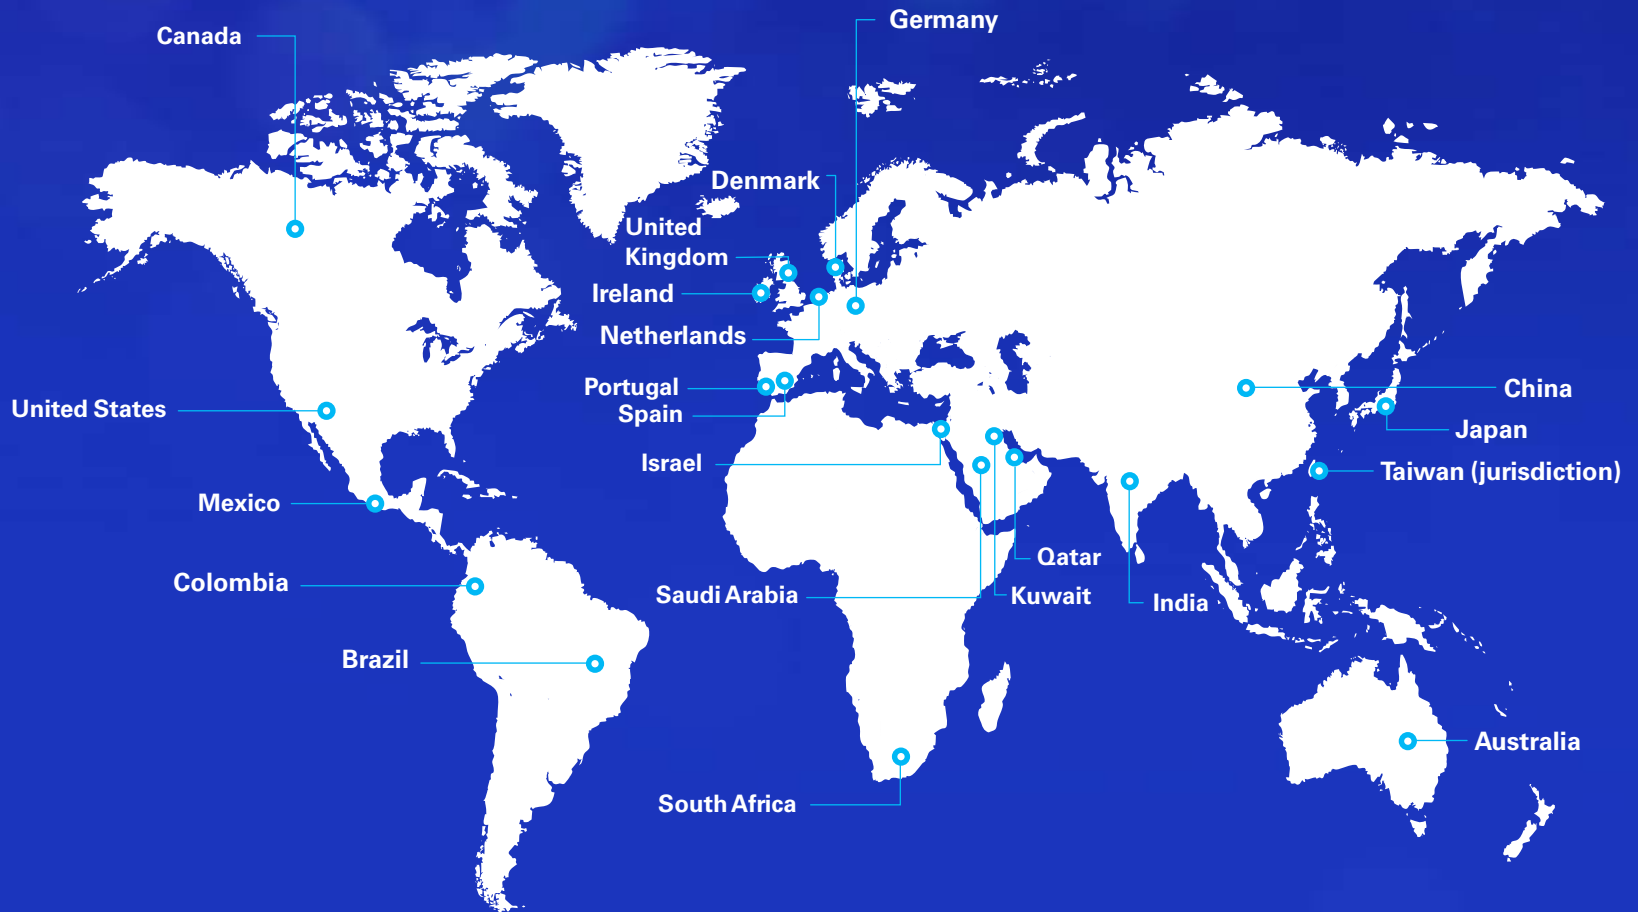 Germany
Canada
Denmark
United
Kingdom
Ireland
Netherlands
Portugal
Spain
China
United States
Japan
Israel
Taiwan (jurisdiction)
Mexico
Qatar
Colombia
Saudi Arabia
Kuwait
India
Brazil
Australia
South Africa